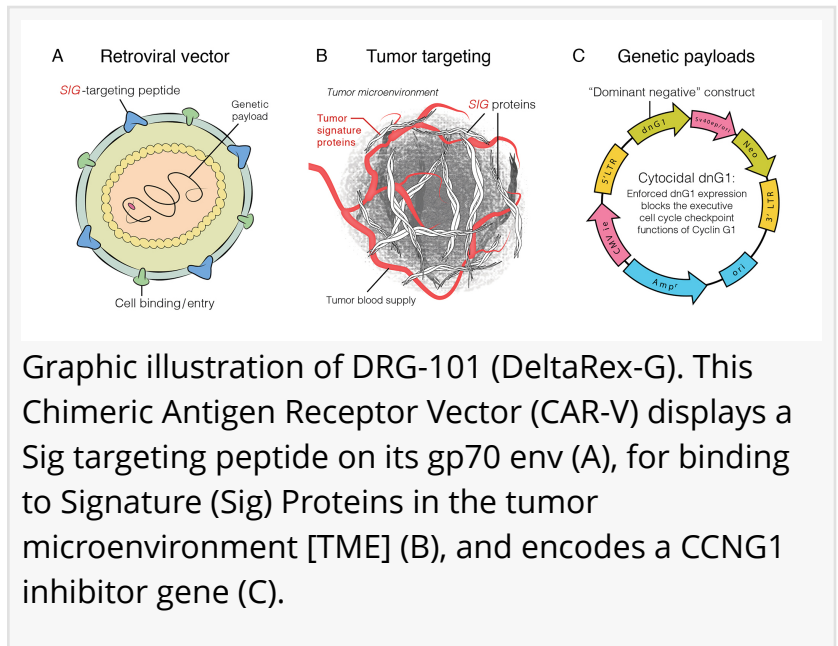 A Retroviral vector
SIG-targeting peptide
Genetic
payload
Cell binding/entry
B Tumor targeting
Tumor microenvironment
Tumor
signature
proteins
SIG proteins
Tumor blood supply
C Genetic payloads
“Dominant negative” construct
dnG1
Sv40ep/ori
Neo
3' LTR
ori
Ampr
CMV ie
5'LTR
Cytocidal dnG1:
Enforced dnG1 expression
blocks the executive
cell cycle checkpoint
functions of Cyclin G1
Graphic illustration of DRG-101 (DeltaRex-G). This
Chimeric Antigen Receptor Vector (CAR-V) displays a
Sig targeting peptide on its gp70 env (A), for binding
to Signature (Sig) Proteins in the tumor
microenvironment [TME] (B), and encodes a CCNG1
inhibitor gene (C).